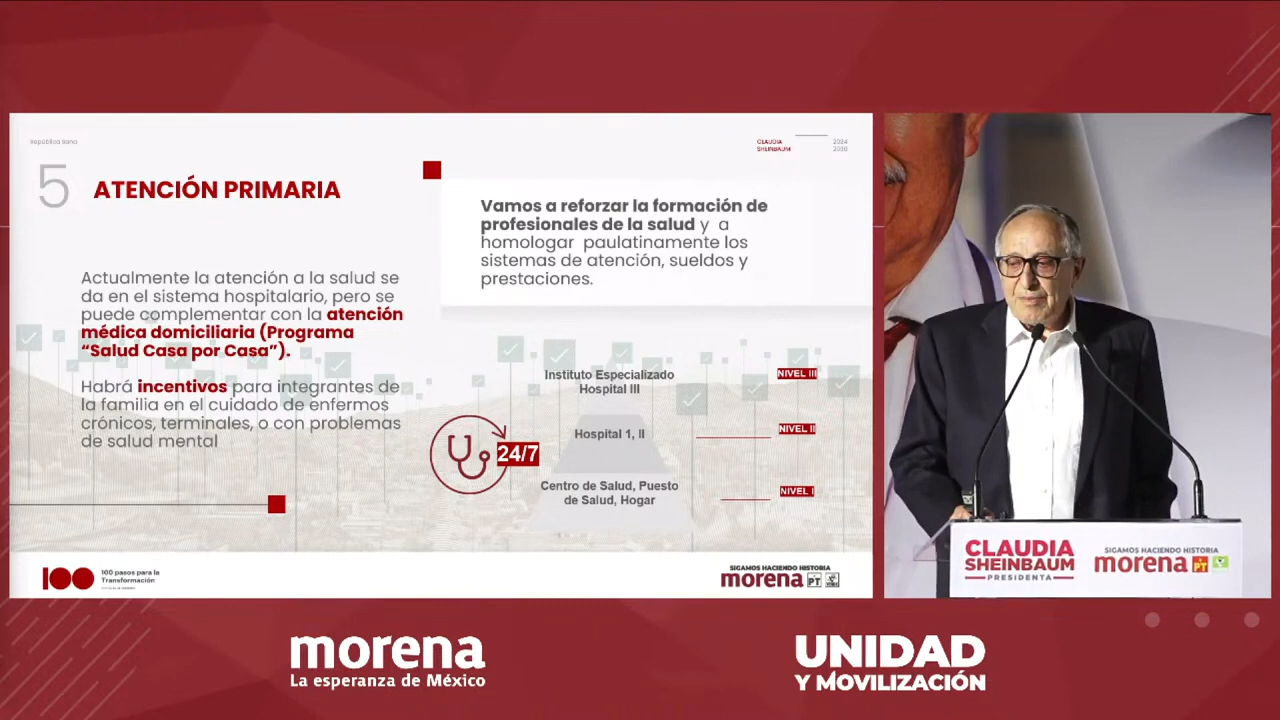 República Sana
CLAUDIA
SHEINBAUM
2024
2030
5
ATENCIÓN PRIMARIA
Actualmente la atención a la salud se
da en el sistema hospitalario, pero se
puede complementar con la atención
médica domiciliaria (Programa
“Salud Casa por Casa”).
Habrá incentivos para integrantes de
la familia en el cuidado de enfermos
crónicos, terminales, o con problemas
de salud mental
Vamos a reforzar la formación de
profesionales de la salud y a
homologar paulatinamente los
sistemas de atención, sueldos y
prestaciones.
Instituto Especializado
Hospital III
NIVEL III
Hospital 1, II
NIVEL II
24/7
Centro de Salud, Puesto
de Salud, Hogar
NIVEL I
100
100 pasos para la
Transformación
SIGAMOS HACIENDO HISTORIA
morena PT
CLAUDIA
SHEINBAUM
PRESIDENTA
SIGAMOS HACIENDO HISTORIA
morena PT
morena
La esperanza de México
UNIDAD
Y MOVILIZACIÓN